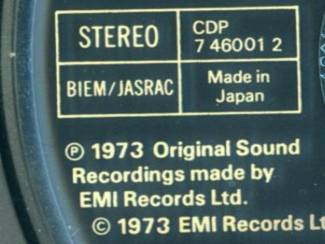 STEREO
CDP
7 46001 2
BIEM/JASRAC
Made in
Japan
℗ 1973 Original Sound
Recordings made by
EMI Records Ltd.
© 1973 EMI Records